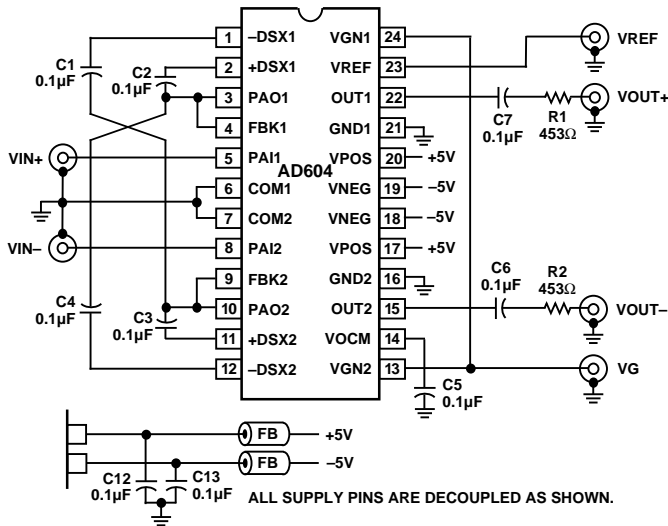 1 –DSX1 VGN1 24
C1
0.1µF
VREF
2 +DSX1 VREF 23
C2
0.1µF
3 PAO1 OUT1 22
VOUT+
C7
0.1µF
R1
453Ω
4 FBK1 GND1 21
VIN+
5 PAI1 VPOS 20 +5V
AD604
6 COM1 VNEG 19 –5V
7 COM2 VNEG 18 –5V
VIN–
8 PAI2 VPOS 17 +5V
9 FBK2 GND2 16
C6
0.1µF
R2
453Ω
C4
0.1µF
10 PAO2 OUT2 15
VOUT–
C3
0.1µF
11 +DSX2 VOCM 14
12 –DSX2 VGN2 13
VG
C5
0.1µF
FB +5V
FB –5V
C12
0.1µF
C13
0.1µF
ALL SUPPLY PINS ARE DECOUPLED AS SHOWN.